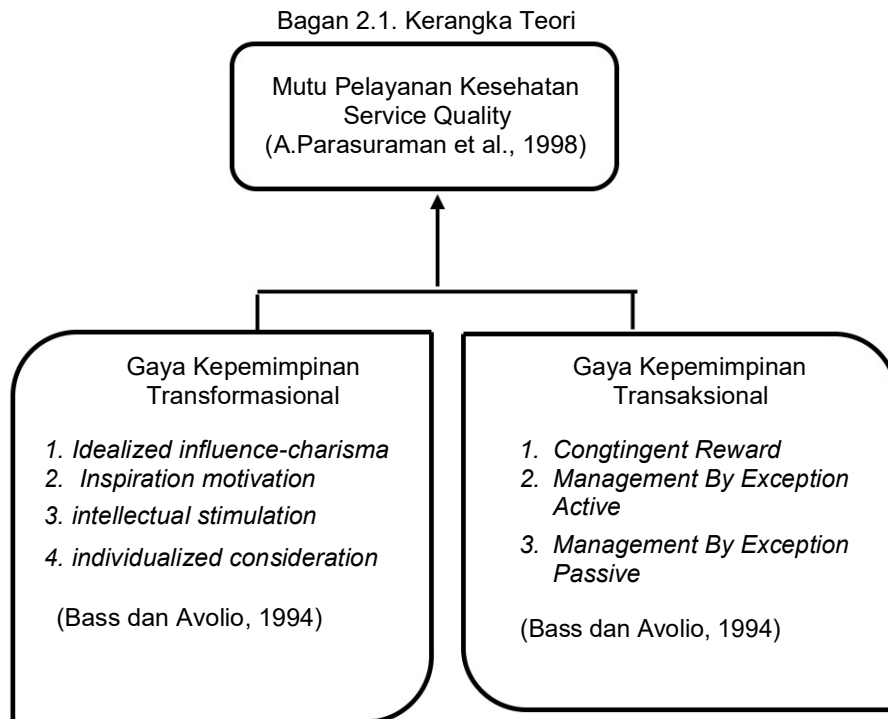 Bagan 2.1. Kerangka Teori
Mutu Pelayanan Kesehatan
Service Quality
(A.Parasuraman et al., 1998)
Gaya Kepemimpinan
Transformasional
1. Idealized influence-charisma
2. Inspiration motivation
3. intellectual stimulation
4. individualized consideration
(Bass dan Avolio, 1994)
Gaya Kepemimpinan
Transaksional
1. Congtingent Reward
2. Management By Exception
Active
3. Management By Exception
Passive
(Bass dan Avolio, 1994)